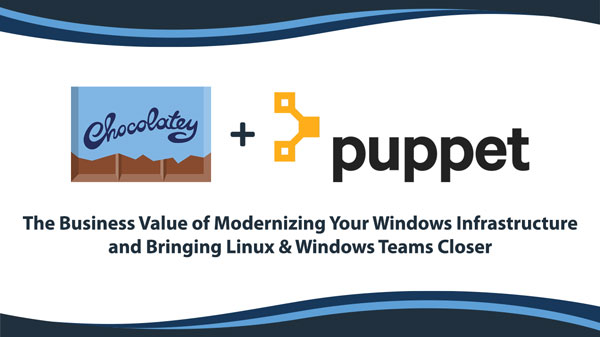 Chocolatey + puppet
The Business Value of Modernizing Your Windows Infrastructure
and Bringing Linux & Windows Teams Closer